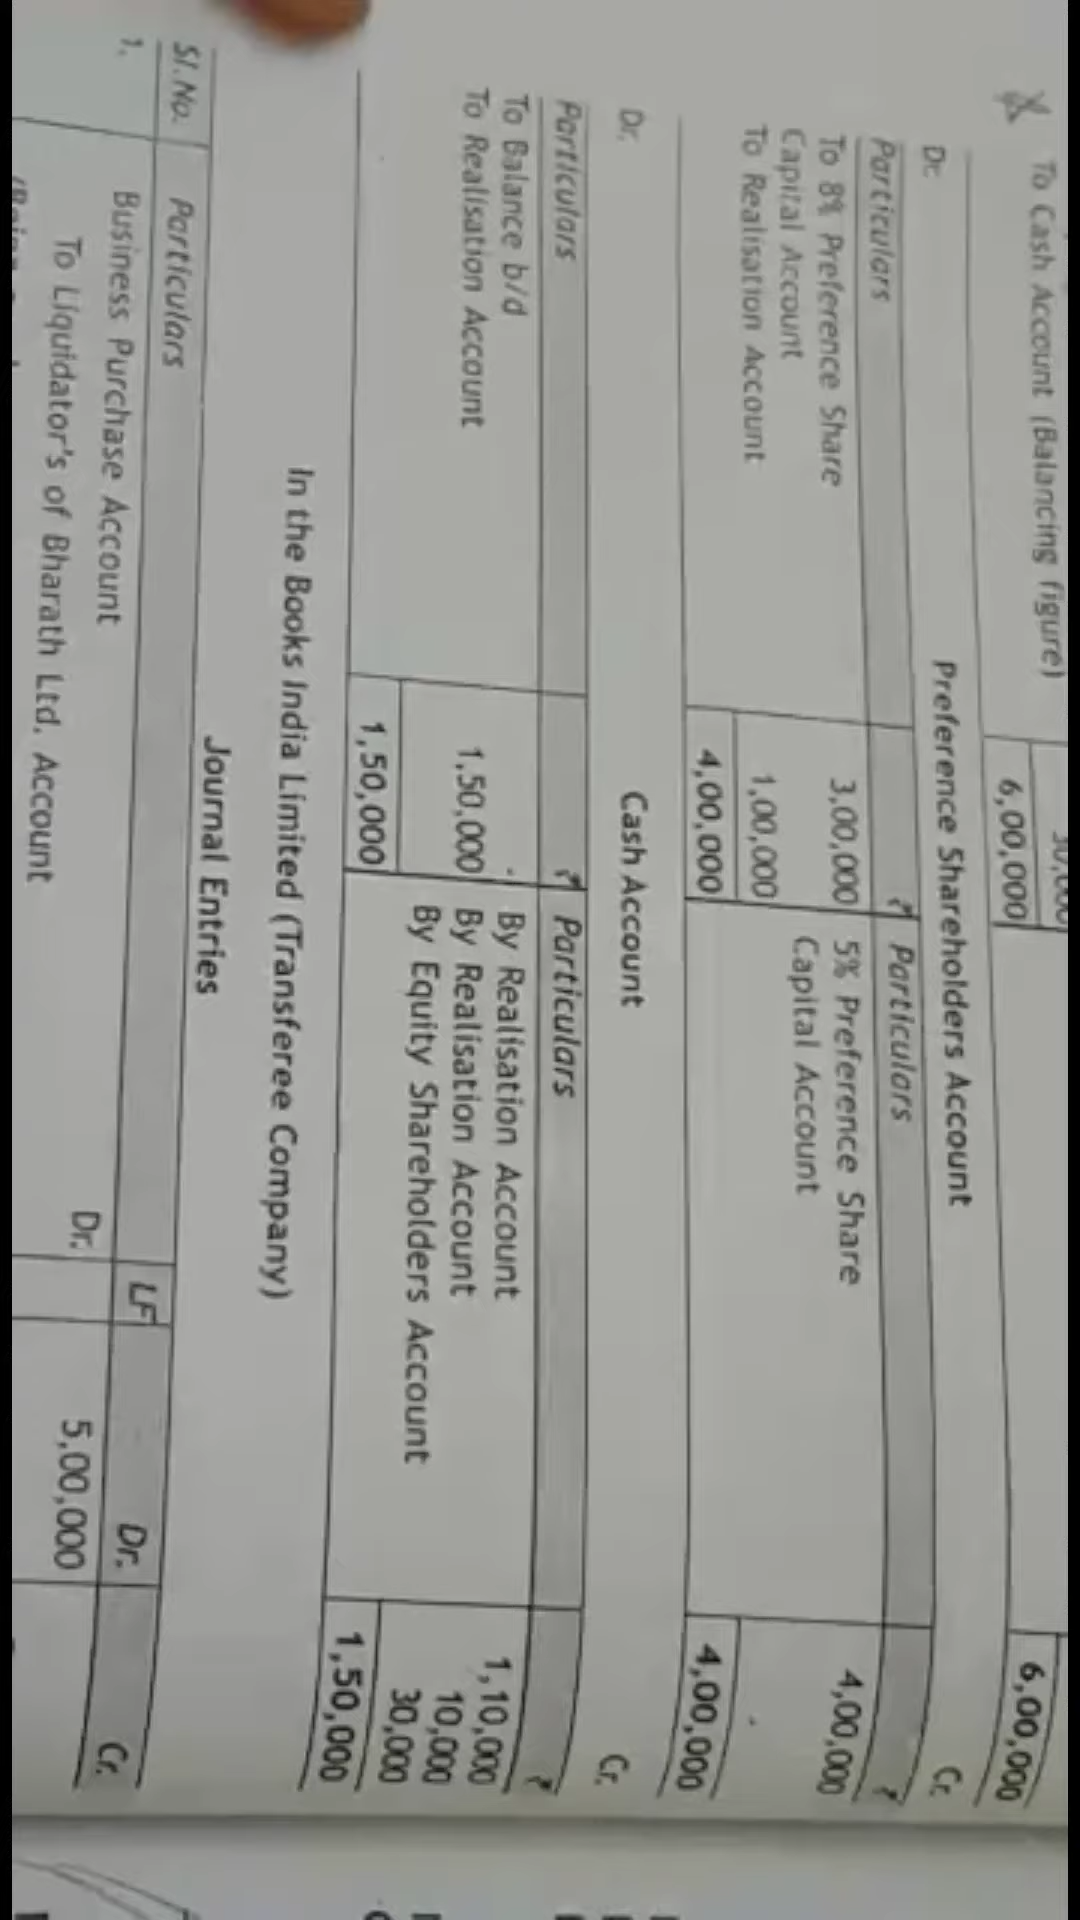 To Cash Account (Balancing figure)
6,00,000 6,00,000
Preference Shareholders Account
Dr. Cr.
Particulars ₹ Particulars ₹
To 8% Preference Share 3,00,000 5% Preference Share 4,00,000
Capital Account Capital Account
To Realisation Account 1,00,000
4,00,000 4,00,000
Cash Account
Dr. Cr.
Particulars ₹ Particulars ₹
To Balance b/d By Realisation Account 1,10,000
To Realisation Account 1,50,000 By Realisation Account 10,000
By Equity Shareholders Account 30,000
1,50,000 1,50,000
In the Books India Limited (Transferee Company)
Journal Entries
Sl. No. Particulars LF Dr. Cr.
1. Business Purchase Account Dr. 5,00,000
To Liquidator's of Bharath Ltd. Account